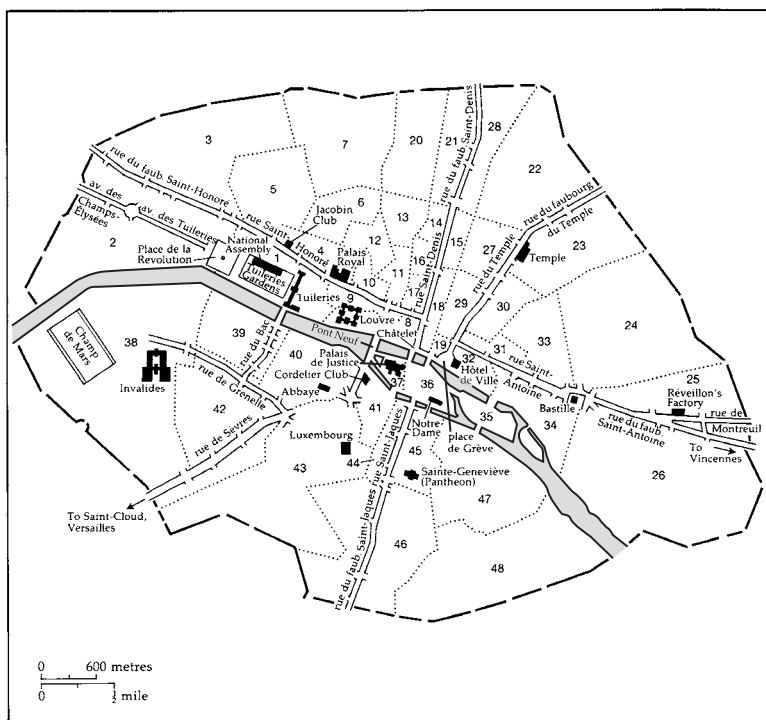 3
7
20
21
28
22
rue du faub. Saint-Denis
rue du faub. Saint-Honoré
5
6
13
14
rue du faubourg
du Temple
av. des
Champs-
Élysées
av. des Tuileries
rue Saint-
Honoré
Jacobin
Club
12
16
15
27
23
Temple
rue du Temple
2
Place de la
Revolution
National
Assembly
1
4
Palais
Royal
10
11
17
rue Saint-Denis
Tuileries
Gardens
Tuileries
9
Louvre
8
18
29
30
24
Châtelet
Pont Neuf
19
31
33
32
rue Saint-
Antoine
Champ
de Mars
38
39
rue du Bac
40
Palais
de Justice
Hôtel
de Ville
25
Invalides
Cordelier Club
37
36
Bastille
Réveillon's
Factory
rue de Grenelle
Abbaye
41
35
34
rue du faub.
Saint-Antoine
rue de
Montreuil
42
Notre-
Dame
place
de Grève
To
Vincennes
rue de Sèvres
Luxembourg
43
44
rue Saint-Jaques
45
Sainte-Geneviève
(Pantheon)
26
47
To Saint-Cloud,
Versailles
46
48
rue du faub. Saint-Jaques
0 600 metres
0 ½ mile